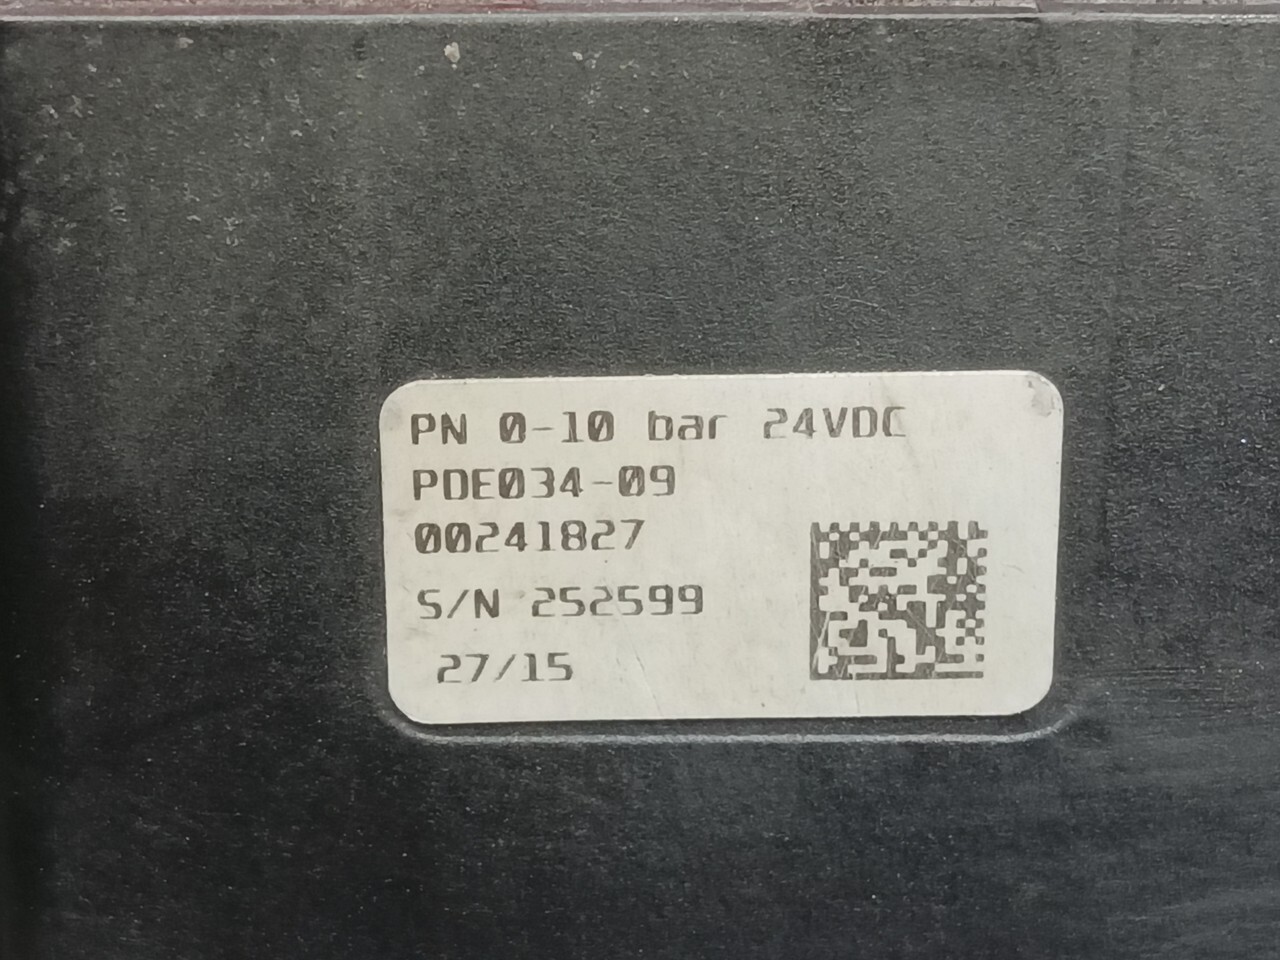 PN 0-10 bar 24VDC
PDE034-09
00241827
S/N 252599
27/15